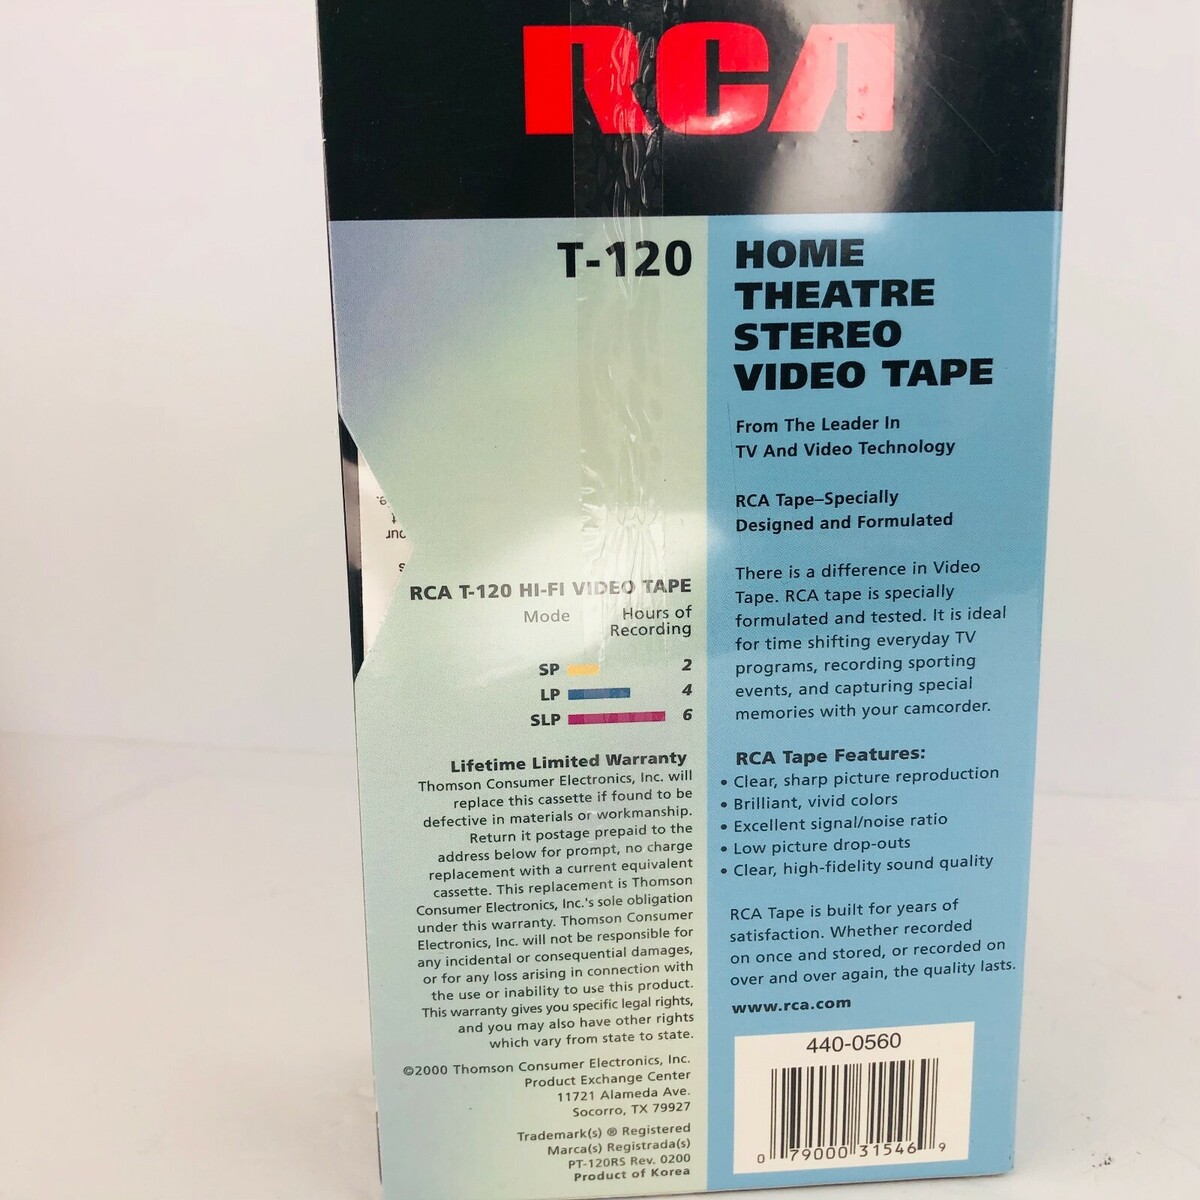 RCA
T-120
RCA T-120 HI-FI VIDEO TAPE
Mode Hours of
Recording
SP 2
LP 4
SLP 6
Lifetime Limited Warranty
Thomson Consumer Electronics, Inc. will
replace this cassette if found to be
defective in materials or workmanship.
Return it postage prepaid to the
address below for prompt, no charge
replacement with a current equivalent
cassette. This replacement is Thomson
Consumer Electronics, Inc.'s sole obligation
under this warranty. Thomson Consumer
Electronics, Inc. will not be responsible for
any incidental or consequential damages,
or for any loss arising in connection with
the use or inability to use this product.
This warranty gives you specific legal rights,
and you may also have other rights
which vary from state to state.
©2000 Thomson Consumer Electronics, Inc.
Product Exchange Center
11721 Alameda Ave.
Socorro, TX 79927
Trademark(s) ® Registered
Marca(s) Registrada(s)
PT-120RS Rev. 0200
Product of Korea
HOME
THEATRE
STEREO
VIDEO TAPE
From The Leader In
TV And Video Technology
RCA Tape–Specially
Designed and Formulated
There is a difference in Video
Tape. RCA tape is specially
formulated and tested. It is ideal
for time shifting everyday TV
programs, recording sporting
events, and capturing special
memories with your camcorder.
RCA Tape Features:
• Clear, sharp picture reproduction
• Brilliant, vivid colors
• Excellent signal/noise ratio
• Low picture drop-outs
• Clear, high-fidelity sound quality
RCA Tape is built for years of
satisfaction. Whether recorded
on once and stored, or recorded on
over and over again, the quality lasts.
www.rca.com
440-0560
0 79000 31546 9